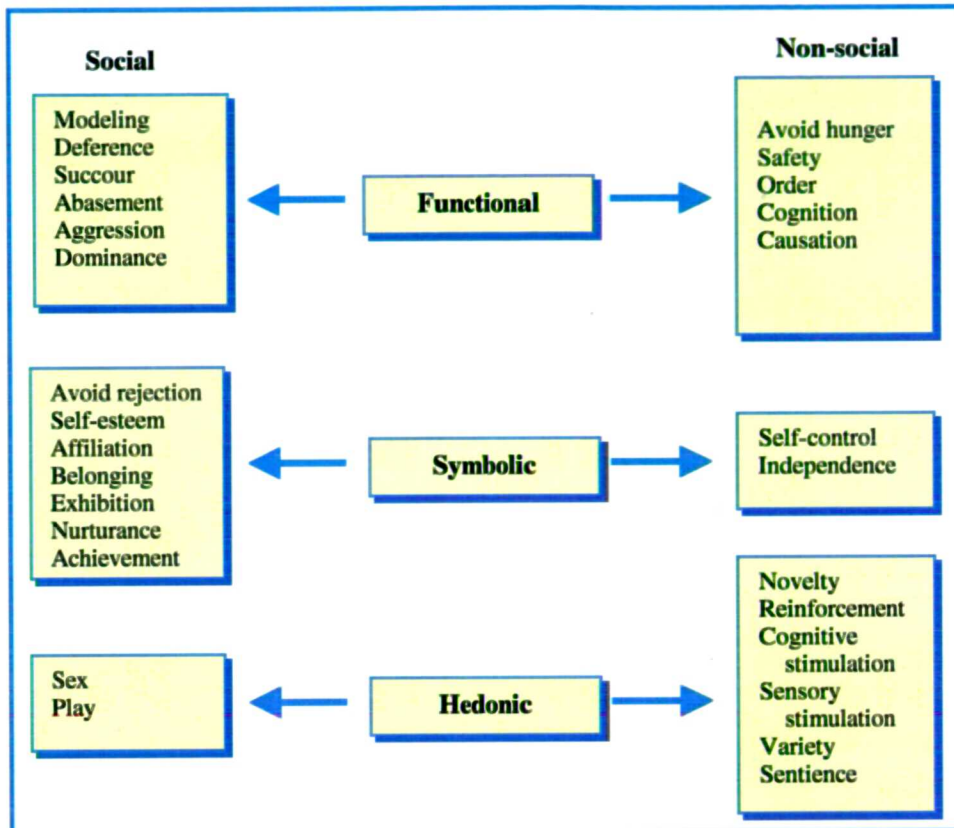 Social
Non-social
Modeling
Deference
Succour
Abasement
Aggression
Dominance
Functional
Avoid hunger
Safety
Order
Cognition
Causation
Avoid rejection
Self-esteem
Affiliation
Belonging
Exhibition
Nurturance
Achievement
Symbolic
Self-control
Independence
Sex
Play
Hedonic
Novelty
Reinforcement
Cognitive
stimulation
Sensory
stimulation
Variety
Sentience